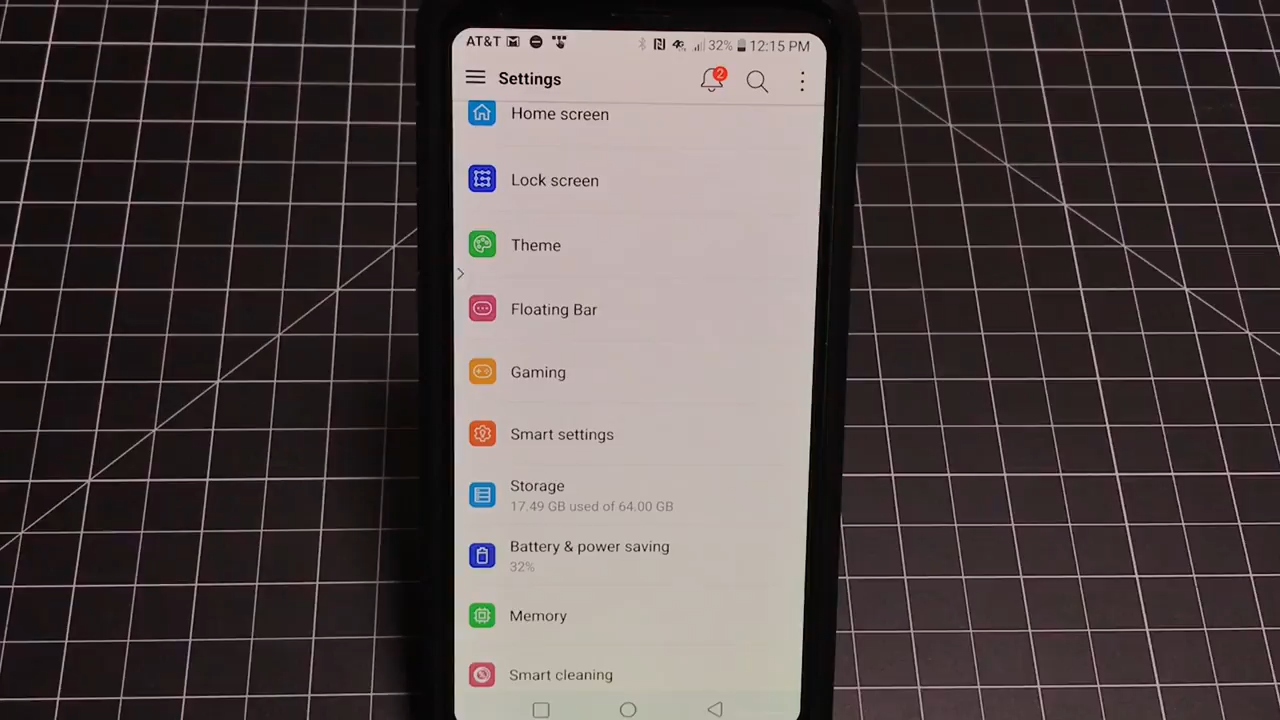 AT&T 32% 12:15 PM
Settings 2
Home screen
Lock screen
Theme
Floating Bar
Gaming
Smart settings
Storage
17.49 GB used of 64.00 GB
Battery & power saving
32%
Memory
Smart cleaning